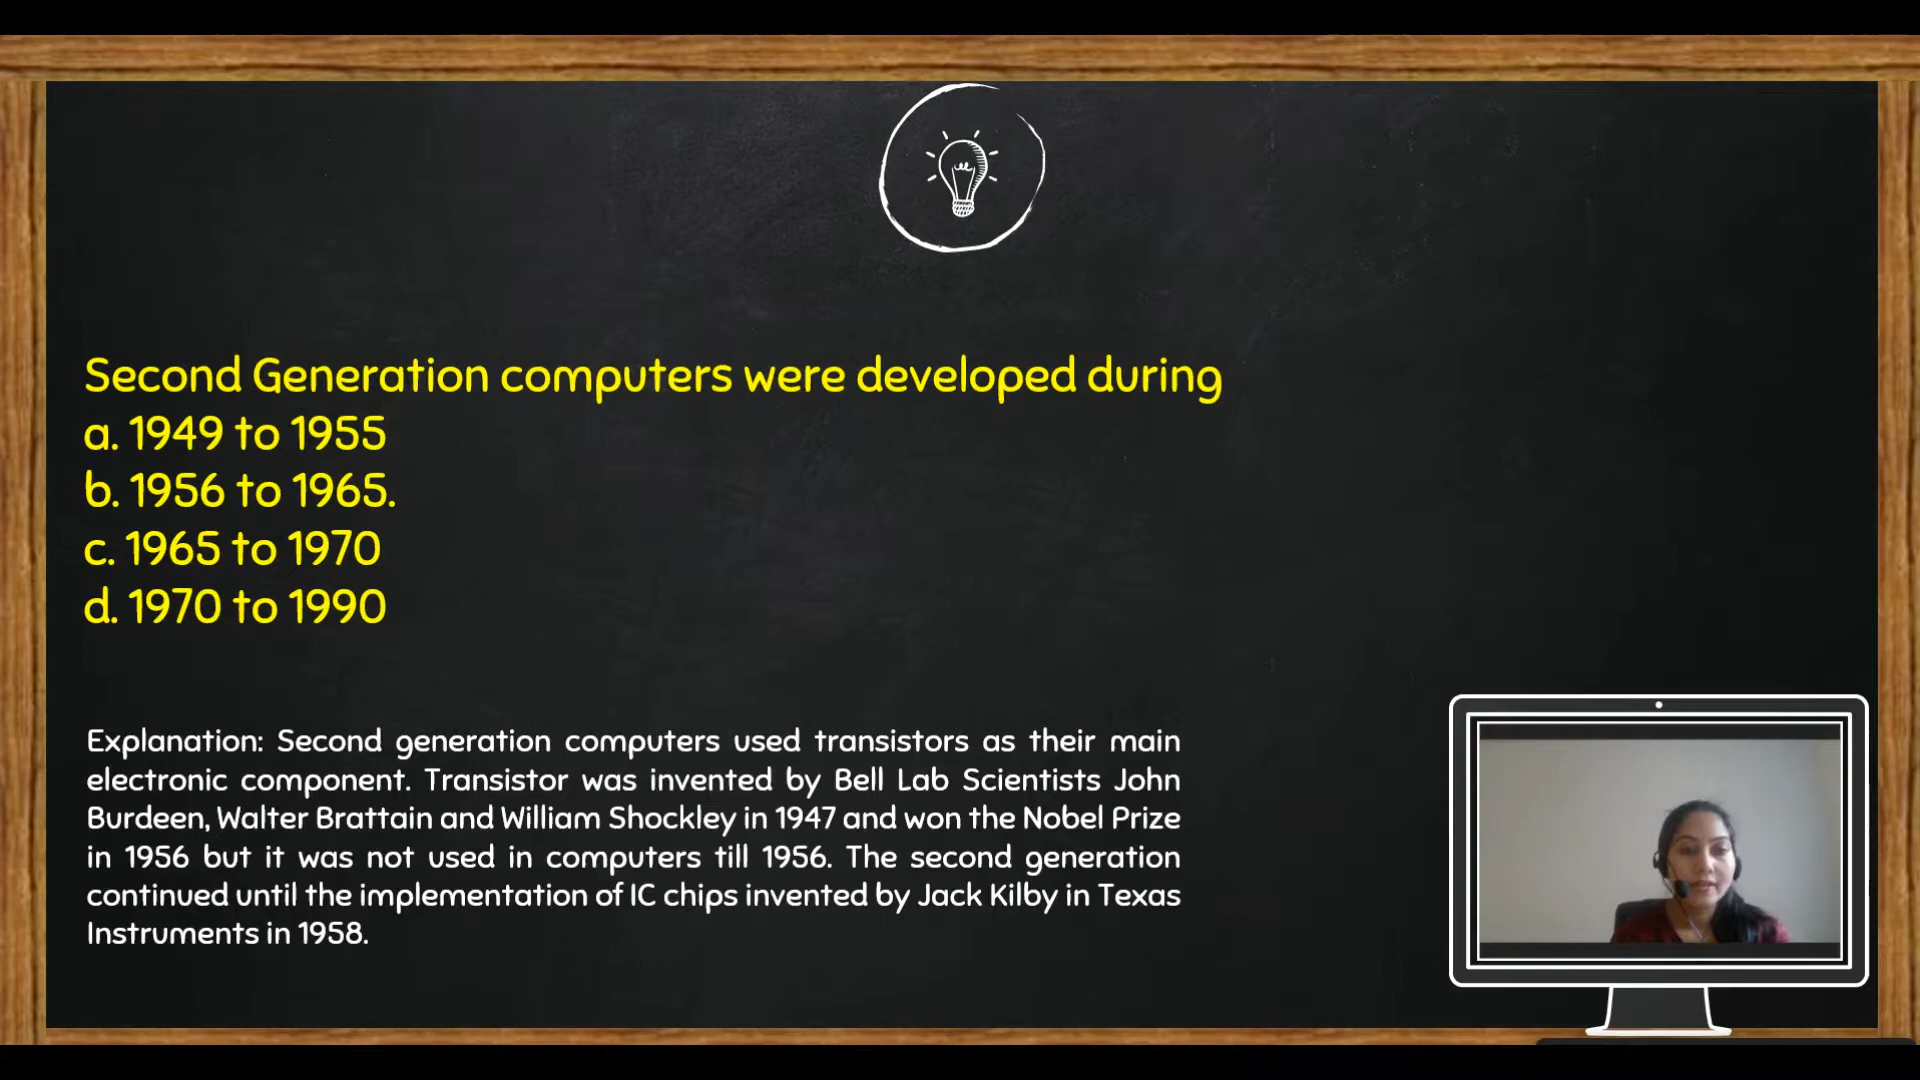 Second Generation computers were developed during
a. 1949 to 1955
b. 1956 to 1965.
c. 1965 to 1970
d. 1970 to 1990
Explanation: Second generation computers used transistors as their main
electronic component. Transistor was invented by Bell Lab Scientists John
Burdeen, Walter Brattain and William Shockley in 1947 and won the Nobel Prize
in 1956 but it was not used in computers till 1956. The second generation
continued until the implementation of IC chips invented by Jack Kilby in Texas
Instruments in 1958.